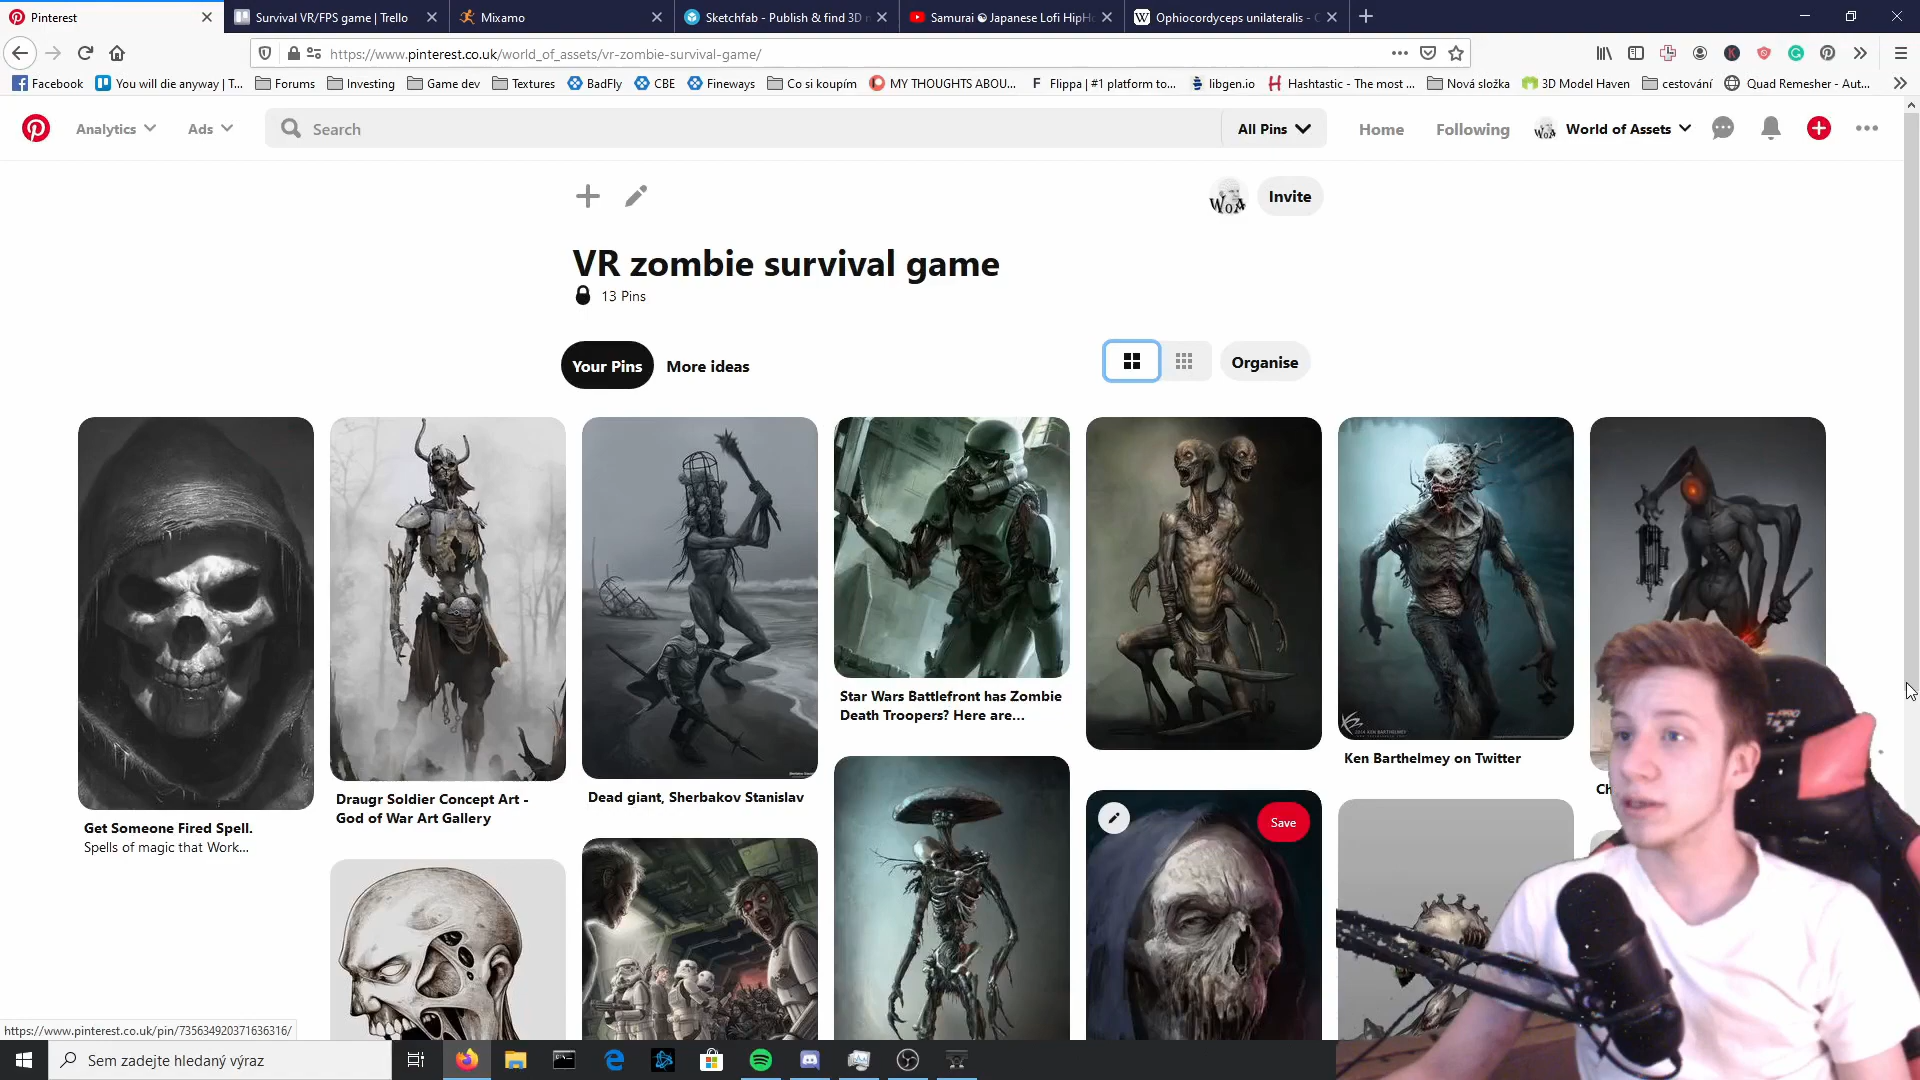 Pinterest
Survival VR/FPS game | Trello
Mixamo
Sketchfab - Publish & find 3D
Samurai ☯ Japanese Lofi HipH
Ophiocordyceps unilateralis -
https://www.pinterest.co.uk/world_of_assets/vr-zombie-survival-game/
Facebook
You will die anyway | T...
Forums
Investing
Game dev
Textures
BadFly
CBE
Fineways
Co si koupím
MY THOUGHTS ABOU...
Flippa | #1 platform to...
libgen.io
Hashtastic - The most ...
Nová složka
3D Model Haven
cestování
Quad Remesher - Aut...
Analytics
Ads
Search
All Pins
Home
Following
World of Assets
WoA
Invite
VR zombie survival game
13 Pins
Your Pins
More ideas
Organise
Get Someone Fired Spell.
Spells of magic that Work...
Draugr Soldier Concept Art -
God of War Art Gallery
Dead giant, Sherbakov Stanislav
Star Wars Battlefront has Zombie
Death Troopers? Here are...
Save
Ken Barthelmey on Twitter
Ch
https://www.pinterest.co.uk/pin/735634920371636316/
Sem zadejte hledaný výraz